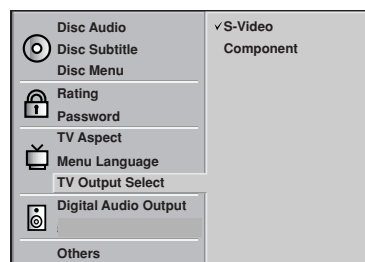 Disc Audio
Disc Subtitle
Disc Menu
Rating
Password
TV Aspect
Menu Language
TV Output Select
Digital Audio Output
Others
✓S-Video
Component